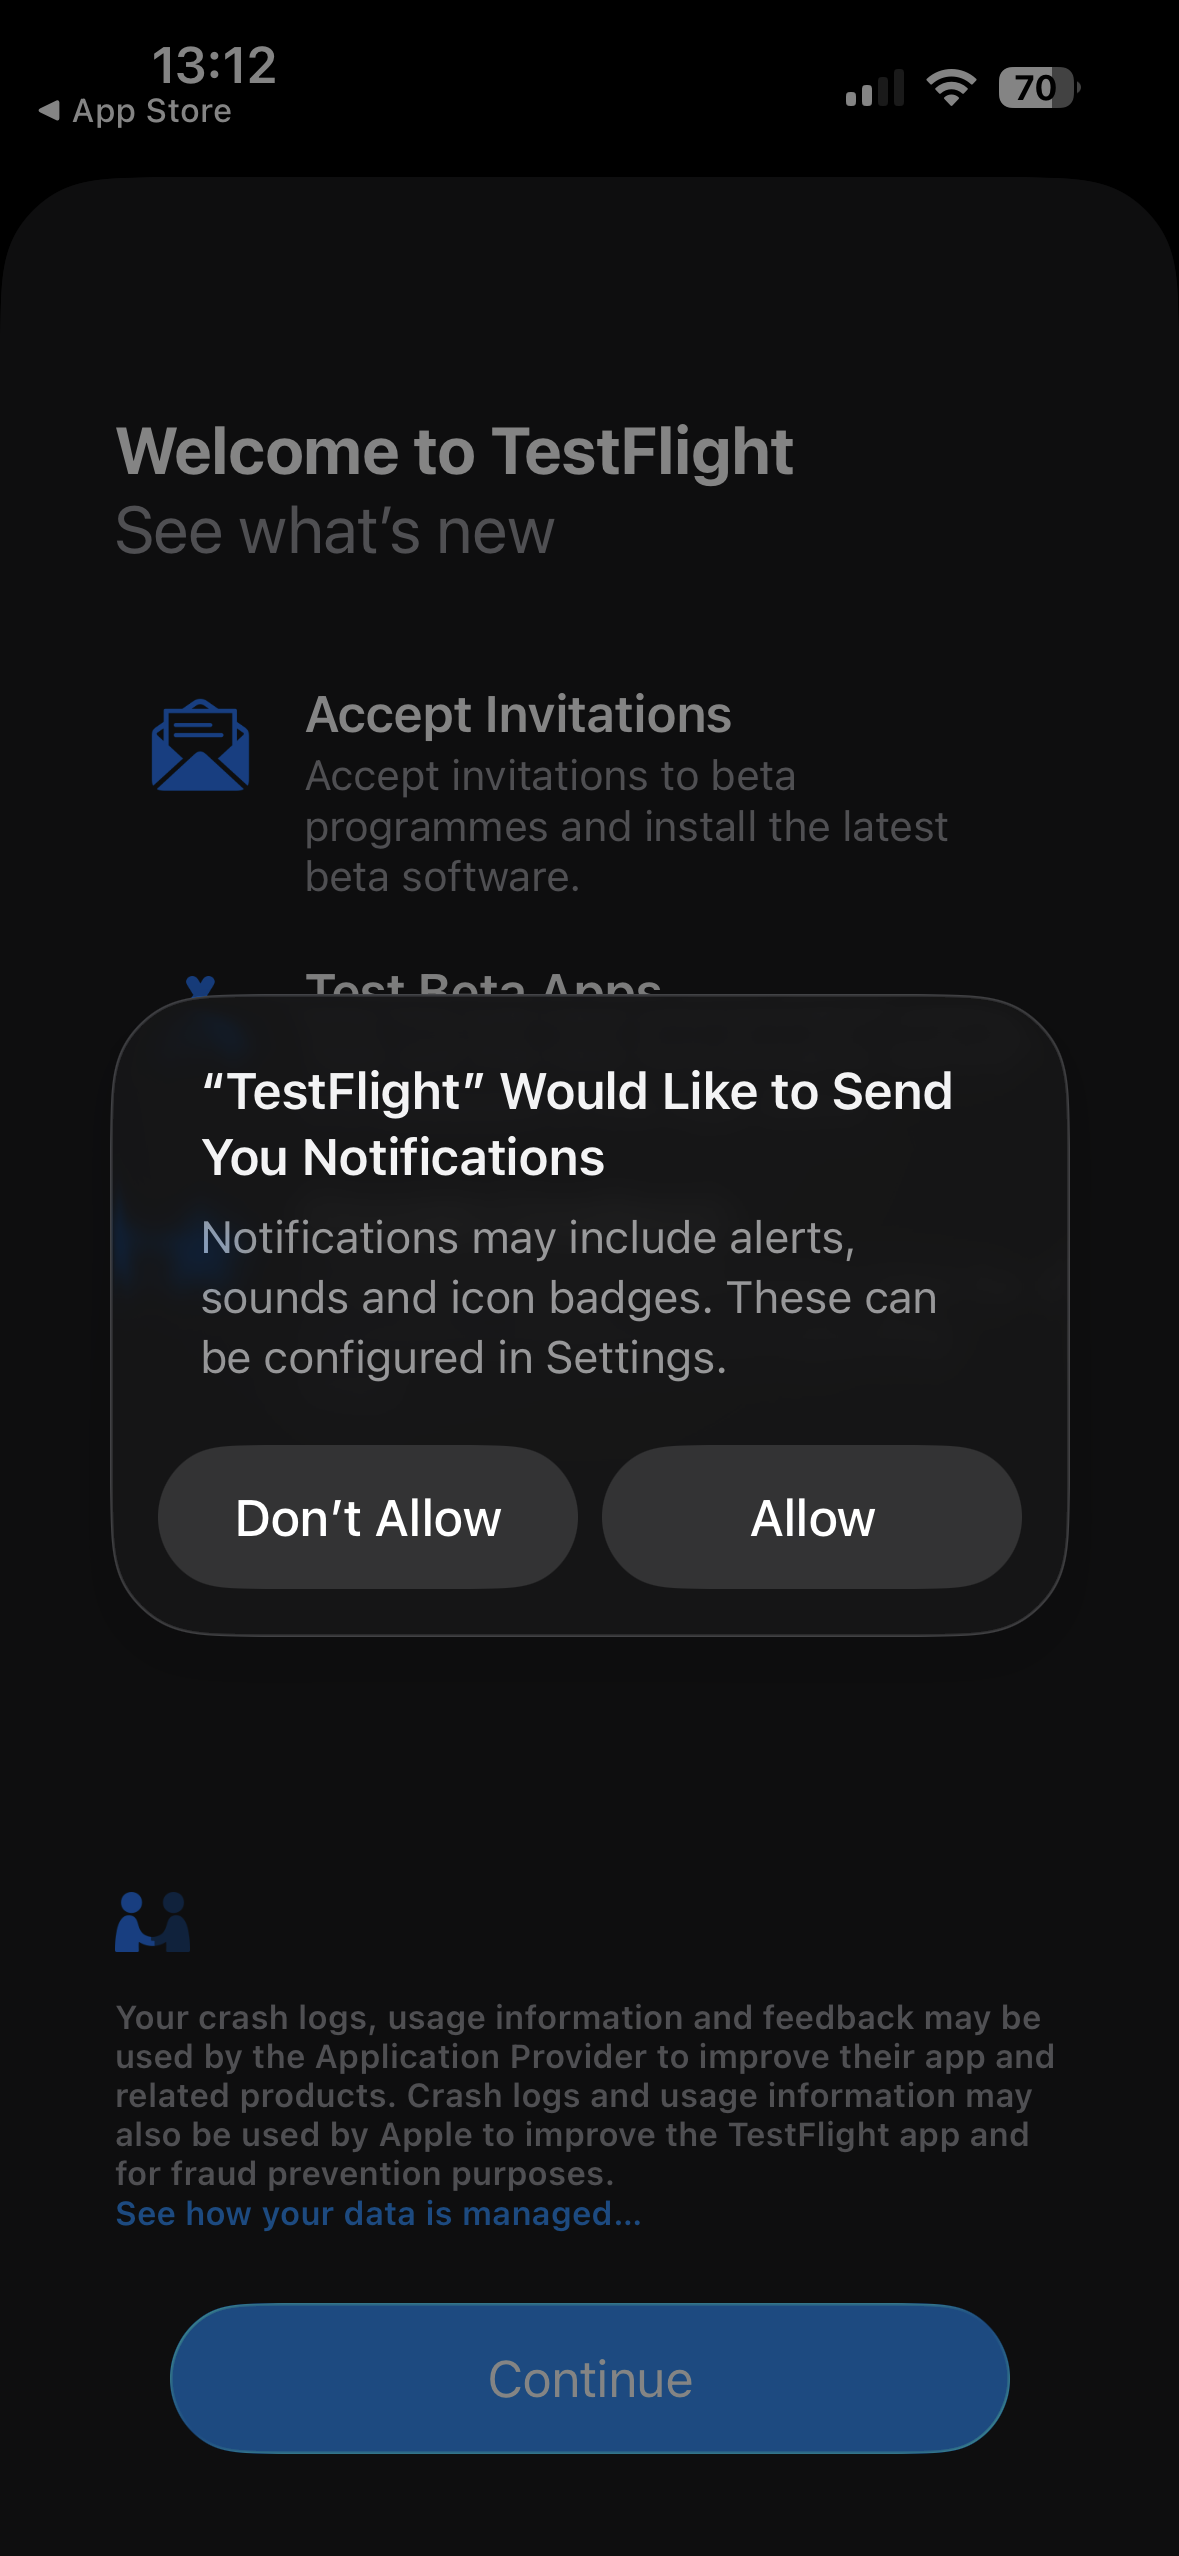 13:12
App Store
70
Welcome to TestFlight
See what’s new
Accept Invitations
Accept invitations to beta
programmes and install the latest
beta software.
Test Beta Apps
“TestFlight” Would Like to Send
You Notifications
Notifications may include alerts,
sounds and icon badges. These can
be configured in Settings.
Don’t Allow
Allow
Your crash logs, usage information and feedback may be
used by the Application Provider to improve their app and
related products. Crash logs and usage information may
also be used by Apple to improve the TestFlight app and
for fraud prevention purposes.
See how your data is managed...
Continue